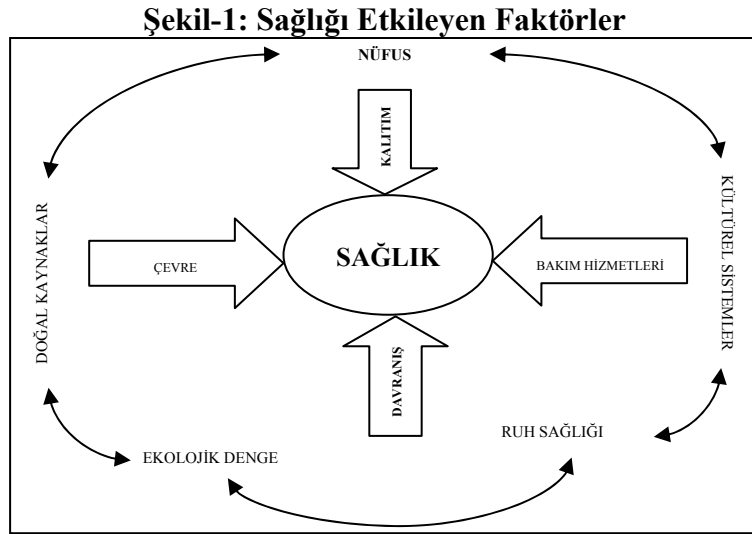 Şekil-1: Sağlığı Etkileyen Faktörler
NÜFUS
KALITIM
DOĞAL KAYNAKLAR
KÜLTÜREL SİSTEMLER
ÇEVRE
SAĞLIK
BAKIM HİZMETLERİ
DAVRANIŞ
RUH SAĞLIĞI
EKOLOJİK DENGE